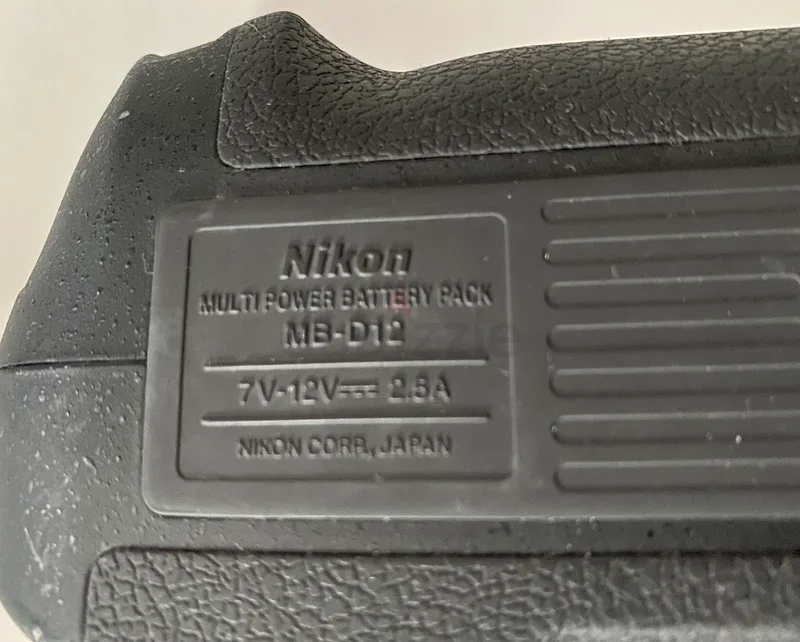 Nikon
MULTI POWER BATTERY PACK
MB-D12
7V-12V⎓ 2.5A
NIKON CORP., JAPAN